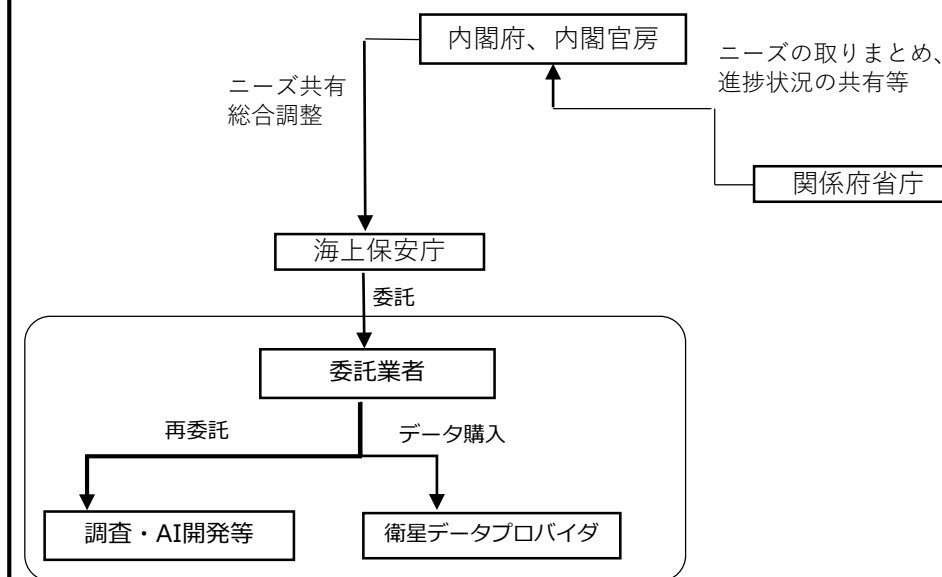 内閣府、内閣官房
ニーズの取りまとめ、
進捗状況の共有等
ニーズ共有
総合調整
関係府省庁
海上保安庁
委託
委託業者
再委託
データ購入
調査・AI開発等
衛星データプロバイダ